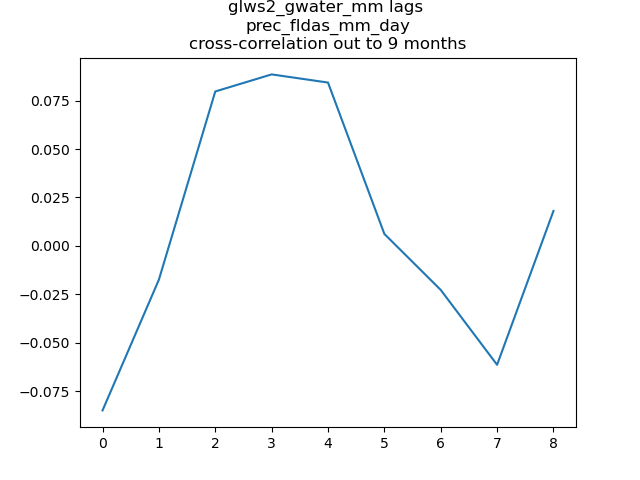 glws2_gwater_mm lags
prec_fldas_mm_day
cross-correlation out to 9 months
0.075
0.050
0.025
0.000
−0.025
−0.050
−0.075
0 1 2 3 4 5 6 7 8